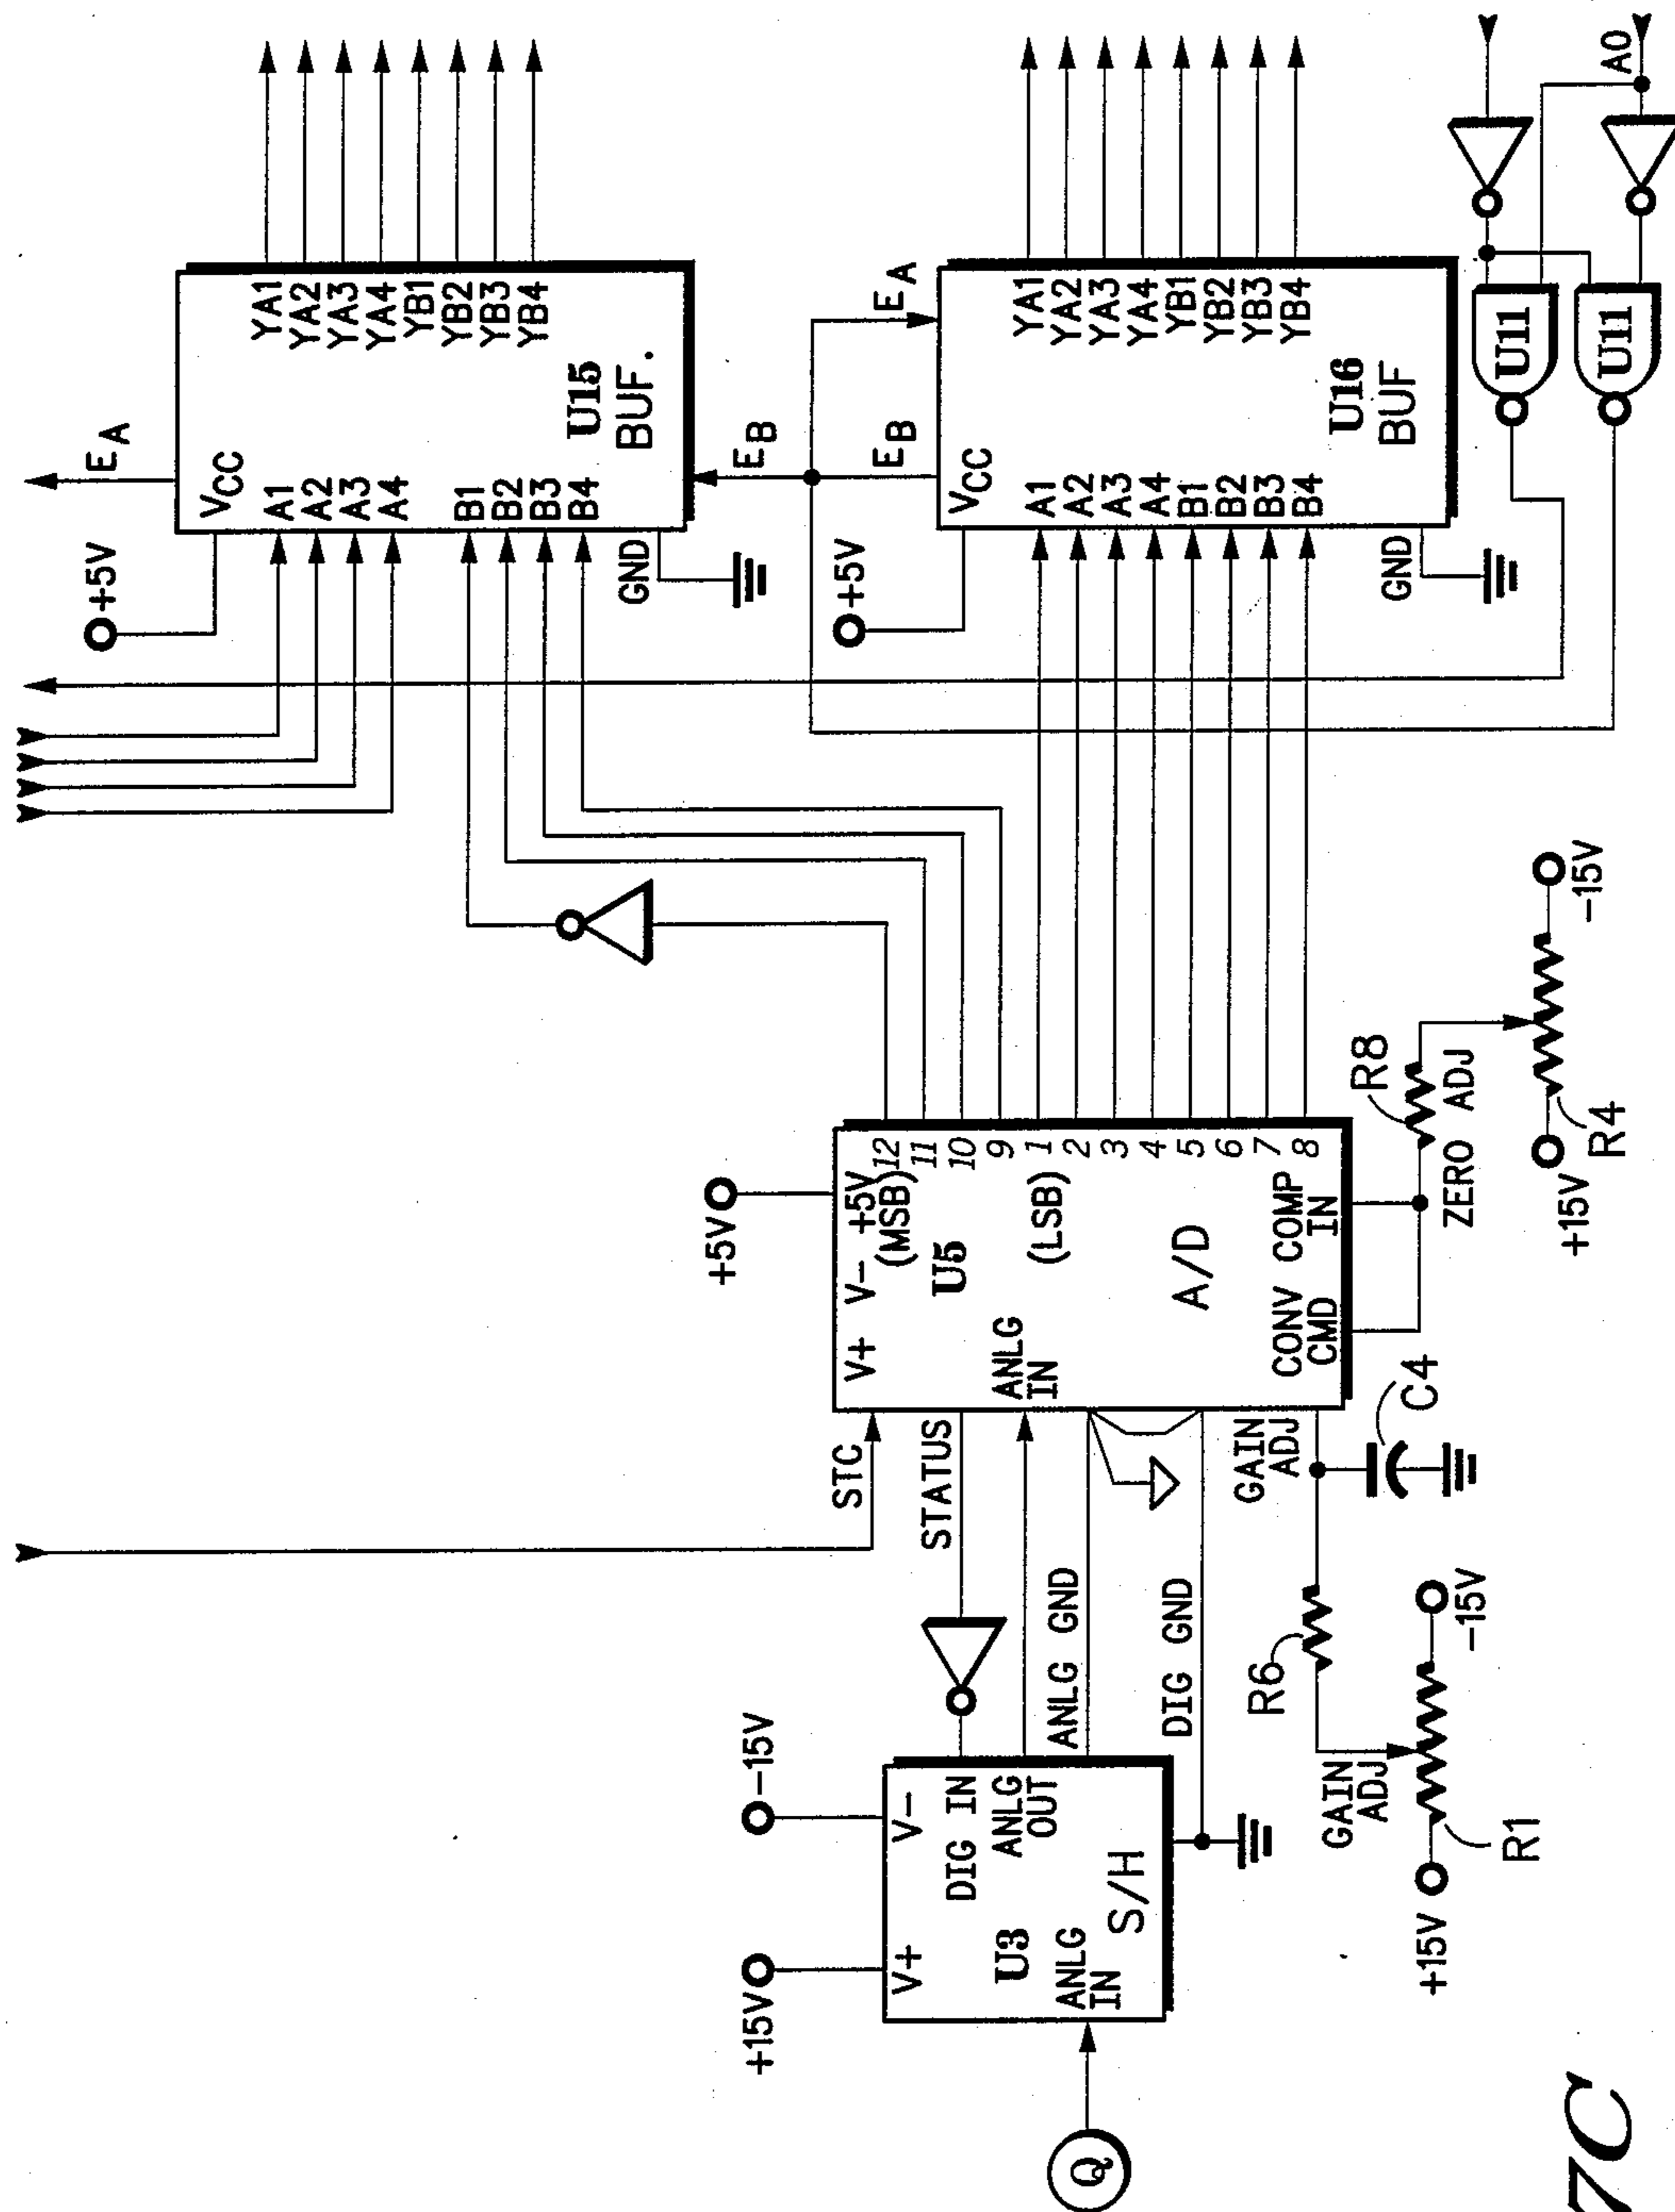 +15V
-15V
V+
V-
DIG IN
ANLG
OUT
U3
ANLG
IN
S/H
Q
STC
STATUS
ANLG GND
DIG GND
GAIN
ADJ
R6
C4
GAIN
ADJ
+15V
-15V
R1
+5V
V+
V-
+5V
(MSB)
12
11
10
9
1
2
3
4
5
6
7
8
U5
(LSB)
ANLG
IN
A/D
CONV
CMD
COMP
IN
R8
ZERO ADJ
+15V
-15V
R4
EA
+5V
VCC
A1
A2
A3
A4
B1
B2
B3
B4
GND
YA1
YA2
YA3
YA4
YB1
YB2
YB3
YB4
U15
BUF.
EB
EB
EA
+5V
VCC
A1
A2
A3
A4
B1
B2
B3
B4
GND
YA1
YA2
YA3
YA4
YB1
YB2
YB3
YB4
U16
BUF
U11
U11
A0
7C